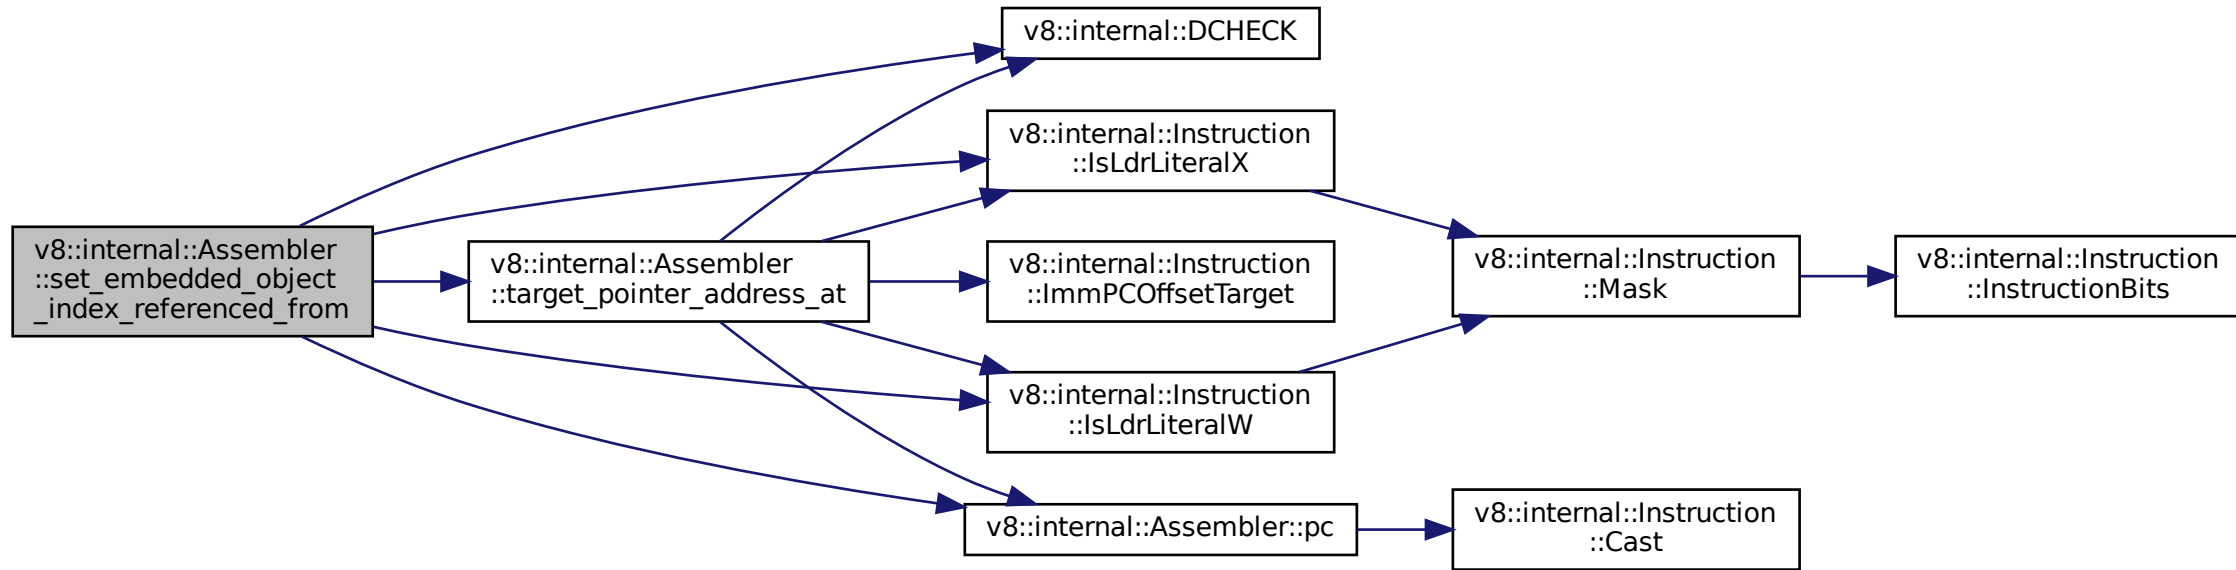 v8::internal::Assembler
::set_embedded_object
_index_referenced_from
v8::internal::Assembler
::target_pointer_address_at
v8::internal::DCHECK
v8::internal::Instruction
::IsLdrLiteralX
v8::internal::Instruction
::ImmPCOffsetTarget
v8::internal::Instruction
::IsLdrLiteralW
v8::internal::Assembler::pc
v8::internal::Instruction
::Mask
v8::internal::Instruction
::Cast
v8::internal::Instruction
::InstructionBits